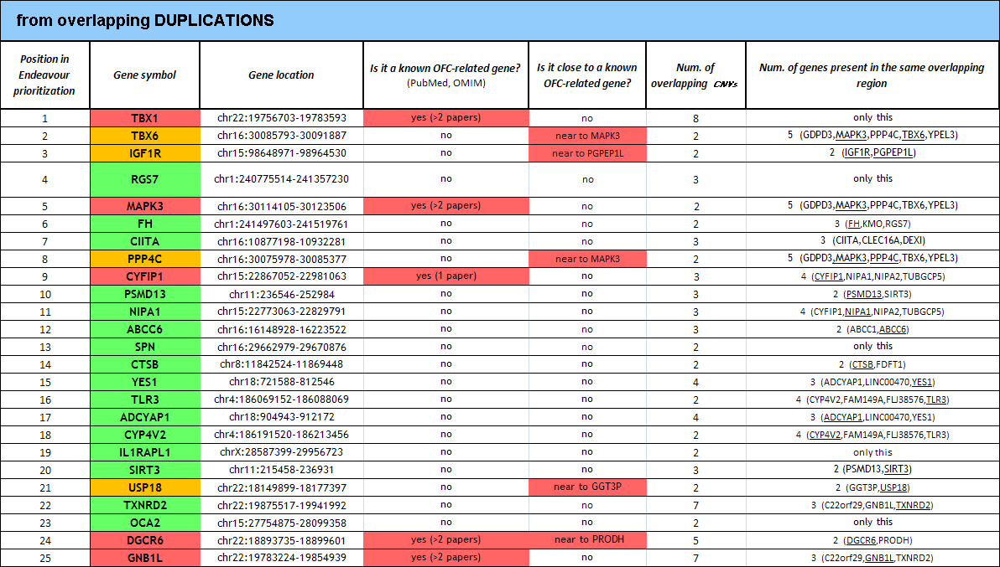 from overlapping DUPLICATIONS
Position in Endeavour prioritization | Gene symbol | Gene location | Is it a known OFC-related gene? (PubMed, OMIM) | Is it close to a known OFC-related gene? | Num. of overlapping CNVs | Num. of genes present in the same overlapping region
1 | TBX1 | chr22:19756703-19783593 | yes (>2 papers) | no | 8 | only this
2 | TBX6 | chr16:30085793-30091887 | no | near to MAPK3 | 2 | 5 (GDPD3,MAPK3,PPP4C,TBX6,YPEL3)
3 | IGF1R | chr15:98648971-98964530 | no | near to PGPEP1L | 2 | 2 (IGF1R,PGPEP1L)
4 | RGS7 | chr1:240775514-241357230 | no | no | 3 | only this
5 | MAPK3 | chr16:30114105-30123506 | yes (>2 papers) | no | 2 | 5 (GDPD3,MAPK3,PPP4C,TBX6,YPEL3)
6 | FH | chr1:241497603-241519761 | no | no | 2 | 3 (FH,KMO,RGS7)
7 | CIITA | chr16:10877198-10932281 | no | no | 3 | 3 (CIITA,CLEC16A,DEXI)
8 | PPP4C | chr16:30075978-30085377 | no | near to MAPK3 | 2 | 5 (GDPD3,MAPK3,PPP4C,TBX6,YPEL3)
9 | CYFIP1 | chr15:22867052-22981063 | yes (1 paper) | no | 3 | 4 (CYFIP1,NIPA1,NIPA2,TUBGCP5)
10 | PSMD13 | chr11:236546-252984 | no | no | 3 | 2 (PSMD13,SIRT3)
11 | NIPA1 | chr15:22773063-22829791 | no | no | 3 | 4 (CYFIP1,NIPA1,NIPA2,TUBGCP5)
12 | ABCC6 | chr16:16148928-16223522 | no | no | 3 | 2 (ABCC1,ABCC6)
13 | SPN | chr16:29662979-29670876 | no | no | 2 | only this
14 | CTSB | chr8:11842524-11869448 | no | no | 2 | 2 (CTSB,FDFT1)
15 | YES1 | chr18:721588-812546 | no | no | 4 | 3 (ADCYAP1,LINC00470,YES1)
16 | TLR3 | chr4:186069152-186088069 | no | no | 2 | 4 (CYP4V2,FAM149A,FLJ38576,TLR3)
17 | ADCYAP1 | chr18:904943-912172 | no | no | 4 | 3 (ADCYAP1,LINC00470,YES1)
18 | CYP4V2 | chr4:186191520-186213456 | no | no | 2 | 4 (CYP4V2,FAM149A,FLJ38576,TLR3)
19 | IL1RAPL1 | chrX:28587399-29956723 | no | no | 2 | only this
20 | SIRT3 | chr11:215458-236931 | no | no | 3 | 2 (PSMD13,SIRT3)
21 | USP18 | chr22:18149899-18177397 | no | near to GGT3P | 2 | 2 (GGT3P,USP18)
22 | TXNRD2 | chr22:19875517-19941992 | no | no | 7 | 3 (C22orf29,GNB1L,TXNRD2)
23 | OCA2 | chr15:27754875-28099358 | no | no | 2 | only this
24 | DGCR6 | chr22:18893735-18899601 | yes (>2 papers) | near to PRODH | 5 | 2 (DGCR6,PRODH)
25 | GNB1L | chr22:19783224-19854939 | yes (>2 papers) | no | 7 | 3 (C22orf29,GNB1L,TXNRD2)